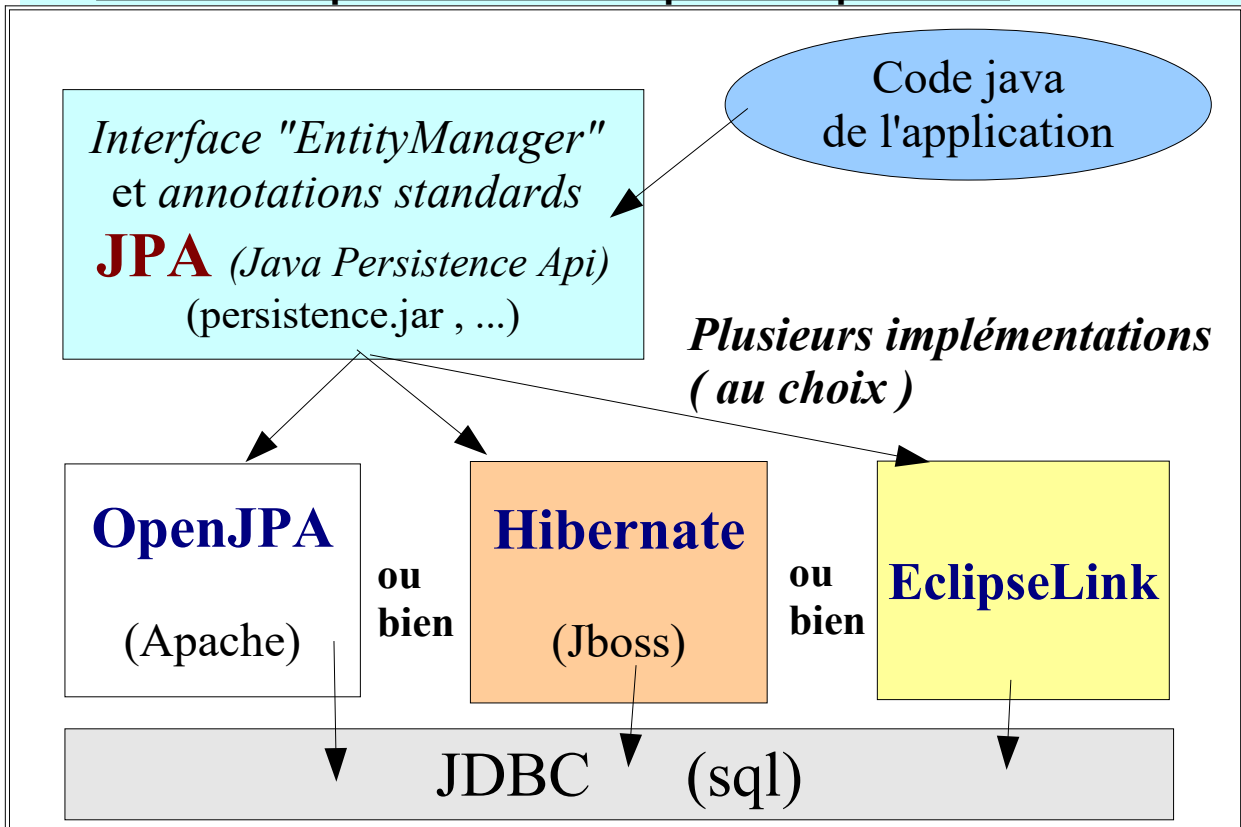 Code java
de l'application
Interface "EntityManager"
et annotations standards
JPA (Java Persistence Api)
(persistence.jar , ...)
Plusieurs implémentations
( au choix )
OpenJPA
(Apache)
ou
bien
Hibernate
(Jboss)
ou
bien
EclipseLink
JDBC (sql)